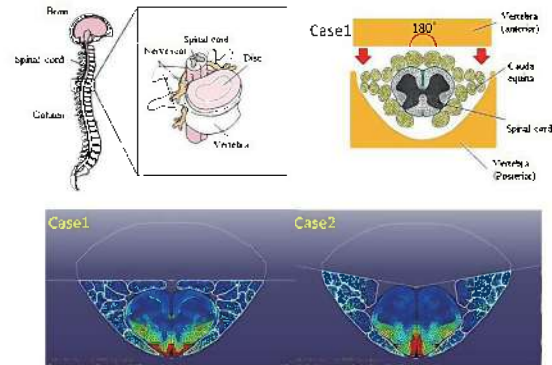 Brain
Spinal cord
Column
Spinal cord
Nerve root
Disc
Vertebra
Case1
180°
Vertebra
(anterior)
Cauda
equina
Spinal cord
Vertebra
(Posterior)
Case1
Case2